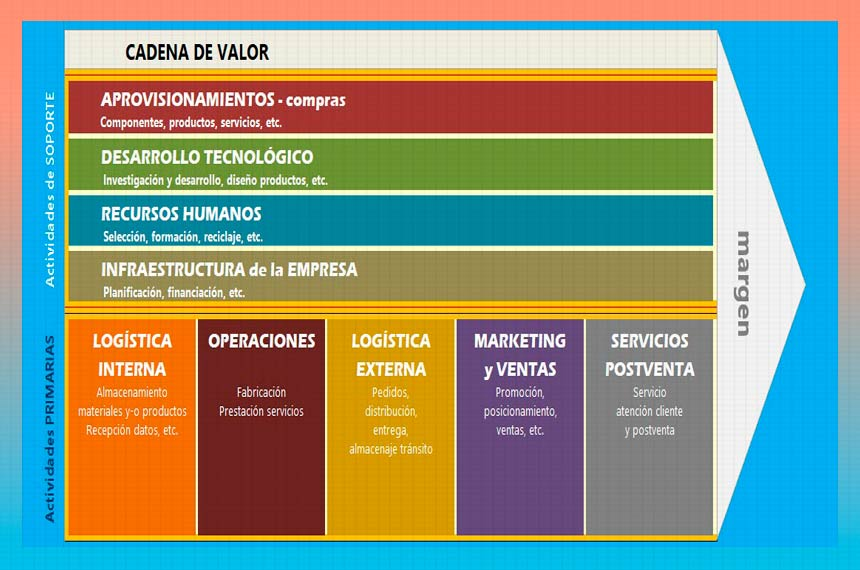 CADENA DE VALOR
Actividades de SOPORTE
APROVISIONAMIENTOS - compras
Componentes, productos, servicios, etc.
DESARROLLO TECNOLÓGICO
Investigación y desarrollo, diseño productos, etc.
RECURSOS HUMANOS
Selección, formación, reciclaje, etc.
INFRAESTRUCTURA de la EMPRESA
Planificación, financiación, etc.
margen
Actividades PRIMARIAS
LOGÍSTICA
INTERNA
Almacenamiento
materiales y-o productos
Recepción datos, etc.
OPERACIONES
Fabricación
Prestación servicios
LOGÍSTICA
EXTERNA
Pedidos,
distribución,
entrega,
almacenaje tránsito
MARKETING
y VENTAS
Promoción,
posicionamiento,
ventas, etc.
SERVICIOS
POSTVENTA
Servicio
atención cliente
y postventa